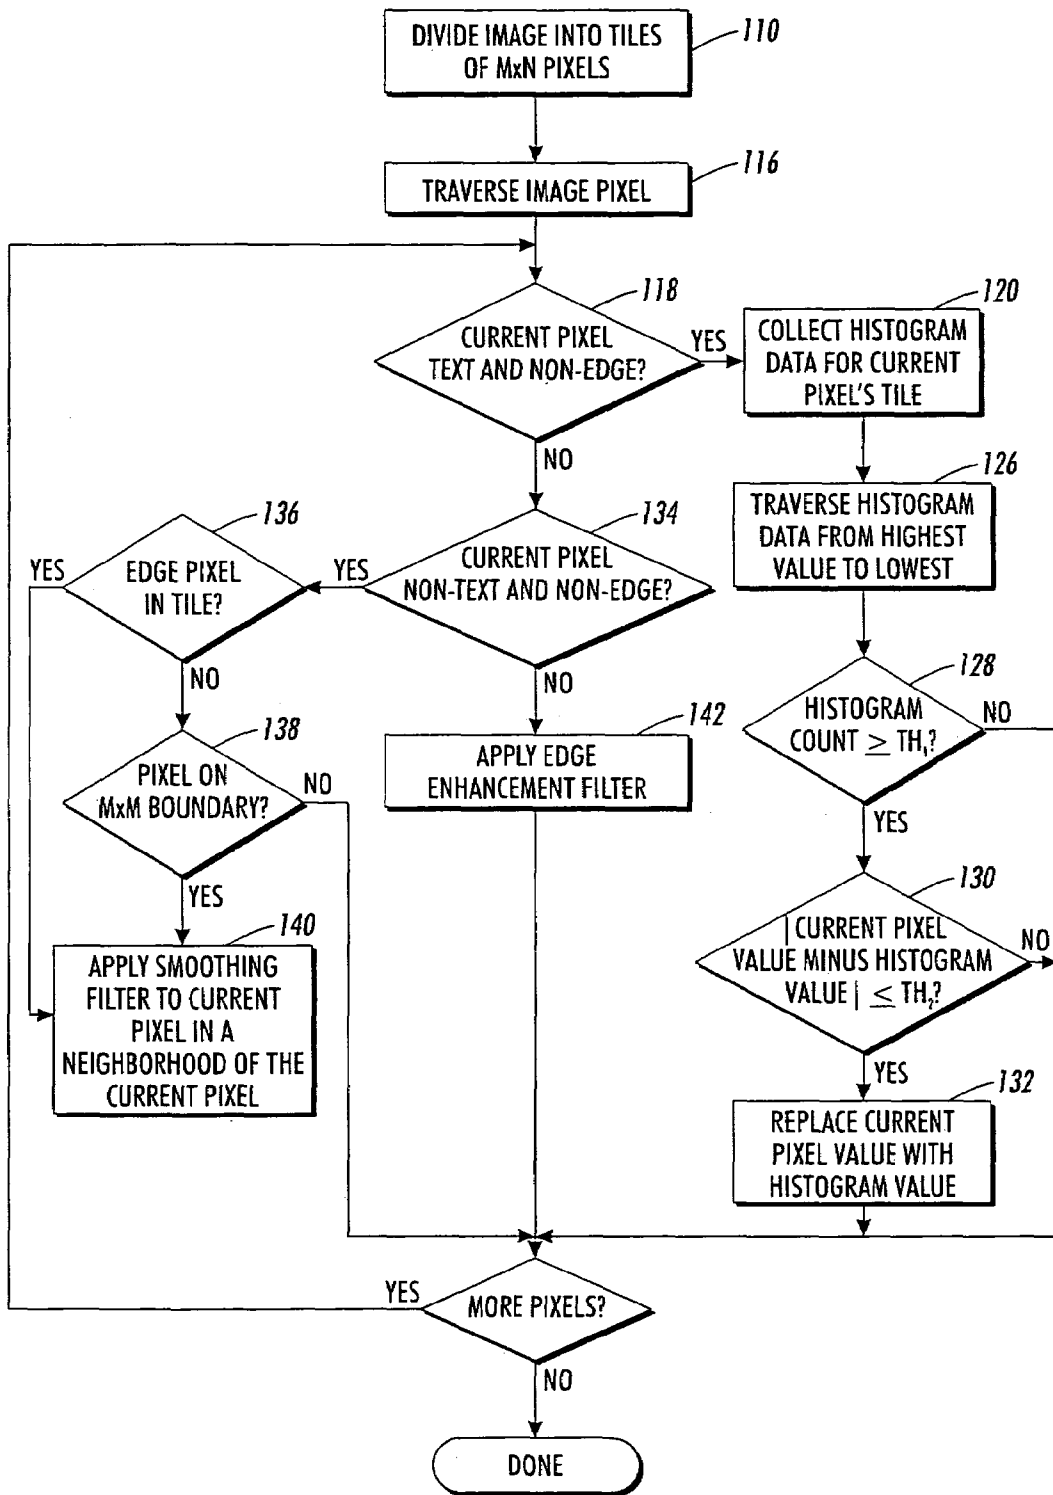 DIVIDE IMAGE INTO TILES
OF MxN PIXELS
110
TRAVERSE IMAGE PIXEL
116
CURRENT PIXEL
TEXT AND NON-EDGE?
118
YES
NO
COLLECT HISTOGRAM
DATA FOR CURRENT
PIXEL'S TILE
120
TRAVERSE HISTOGRAM
DATA FROM HIGHEST
VALUE TO LOWEST
126
CURRENT PIXEL
NON-TEXT AND NON-EDGE?
134
YES
NO
EDGE PIXEL
IN TILE?
136
YES
NO
HISTOGRAM
COUNT ≥ TH₁?
128
NO
YES
PIXEL ON
MxM BOUNDARY?
138
NO
YES
APPLY EDGE
ENHANCEMENT FILTER
142
|CURRENT PIXEL
VALUE MINUS HISTOGRAM
VALUE| ≤ TH₂?
130
NO
YES
APPLY SMOOTHING
FILTER TO CURRENT
PIXEL IN A
NEIGHBORHOOD OF THE
CURRENT PIXEL
140
REPLACE CURRENT
PIXEL VALUE WITH
HISTOGRAM VALUE
132
MORE PIXELS?
YES
NO
DONE